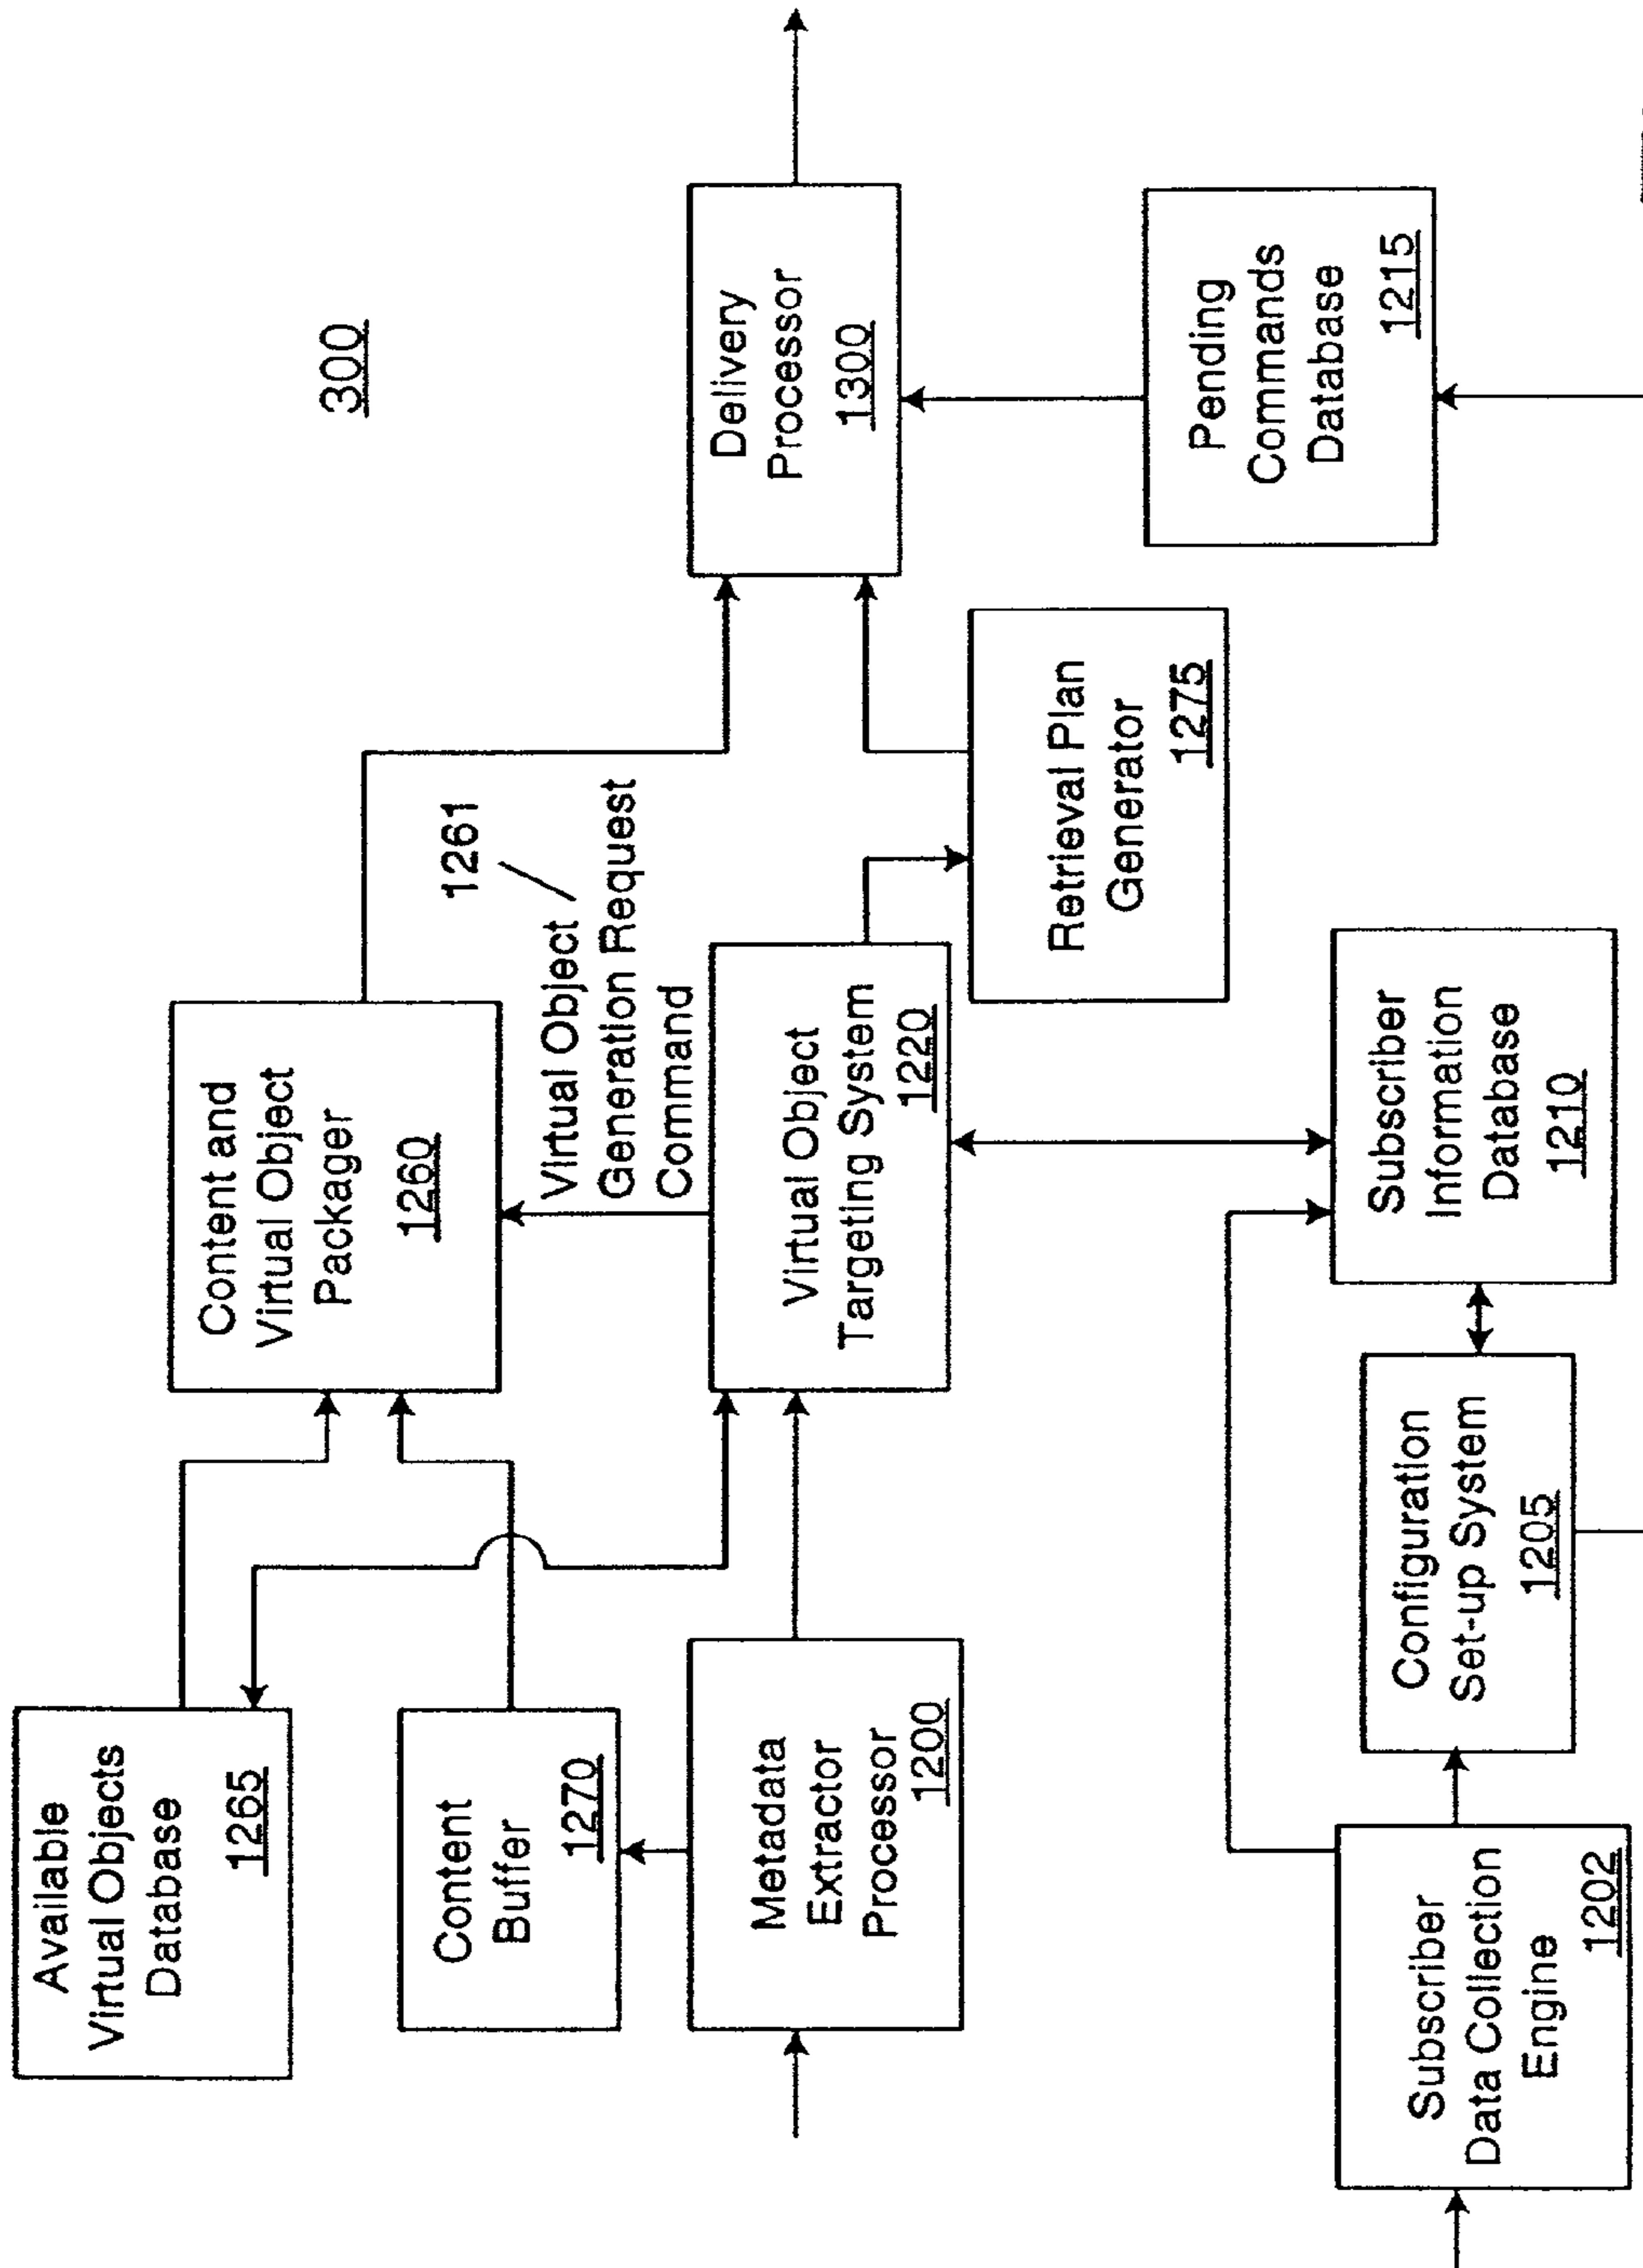 300
Available
Virtual Objects
Database
1265
Content
Buffer
1270
Metadata
Extractor
Processor
1200
Content and
Virtual Object
Packager
1260
1261
Virtual Object
Generation Request
Command
Virtual Object
Targeting System
1220
Retrieval Plan
Generator
1275
Delivery
Processor
1300
Pending
Commands
Database
1215
Subscriber
Data Collection
Engine
1202
Configuration
Set-up System
1205
Subscriber
Information
Database
1210